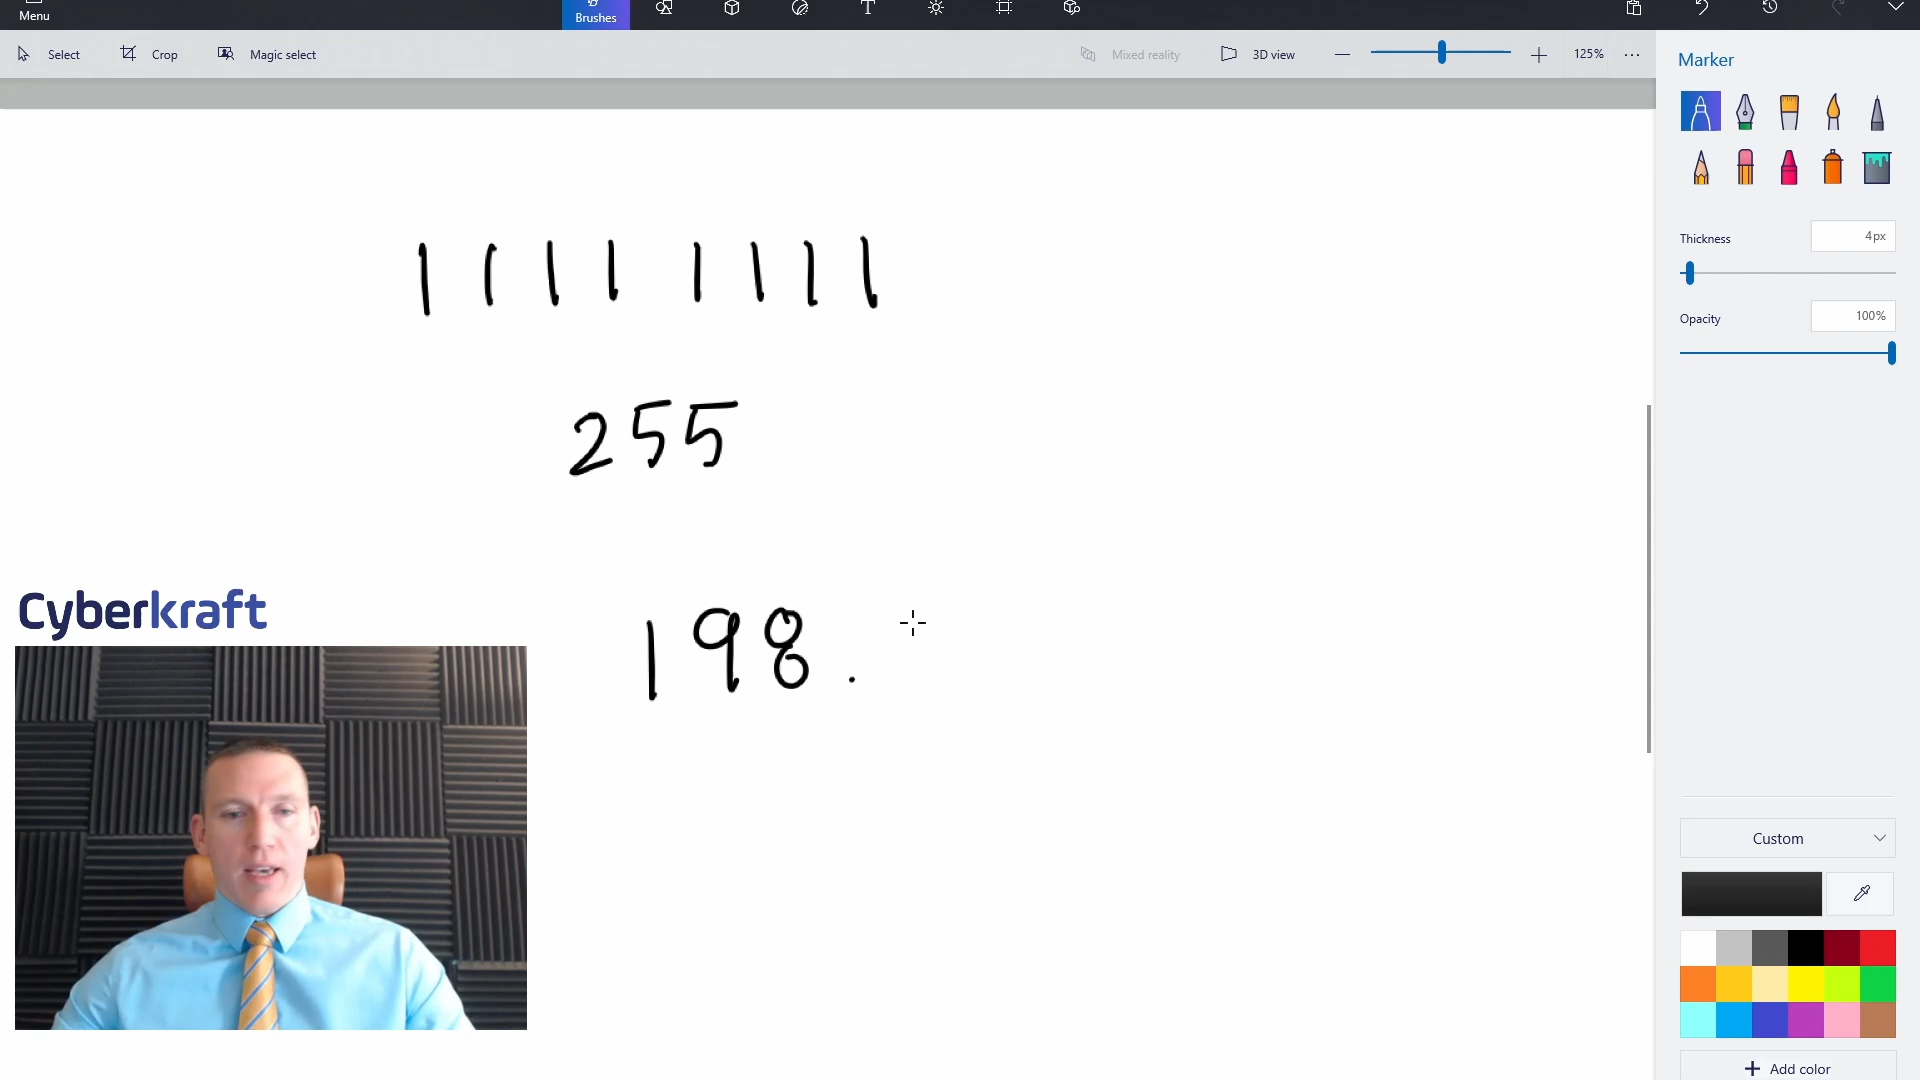 Menu
Brushes
Select
Crop
Magic select
Mixed reality
3D view
125%
Marker
Thickness
4px
Opacity
100%
1 1 1 1 1 1 1 1
255
198.
Cyberkraft
Custom
Add color